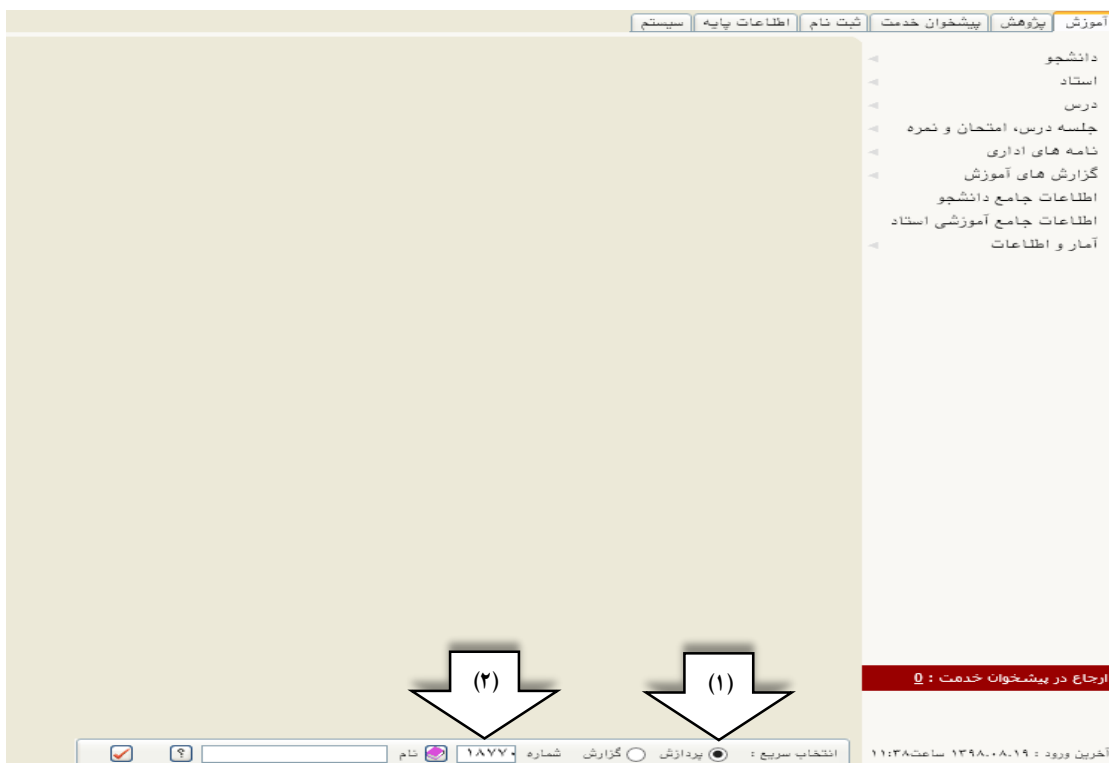 آموزش پژوهش پیشخوان خدمت ثبت نام اطلاعات پایه سیستم
دانشجو
استاد
درس
جلسه درس، امتحان و نمره
نامه های اداری
گزارش های آموزش
اطلاعات جامع دانشجو
اطلاعات جامع آموزشی استاد
آمار و اطلاعات
ارجاع در پیشخوان خدمت : 0
(۱)
(۲)
آخرین ورود : ۱۳۹۸.۰۸.۱۹ ساعت۱۱:۳۸
انتخاب سریع : پردازش گزارش شماره ۱۸۷۷۰ نام ؟